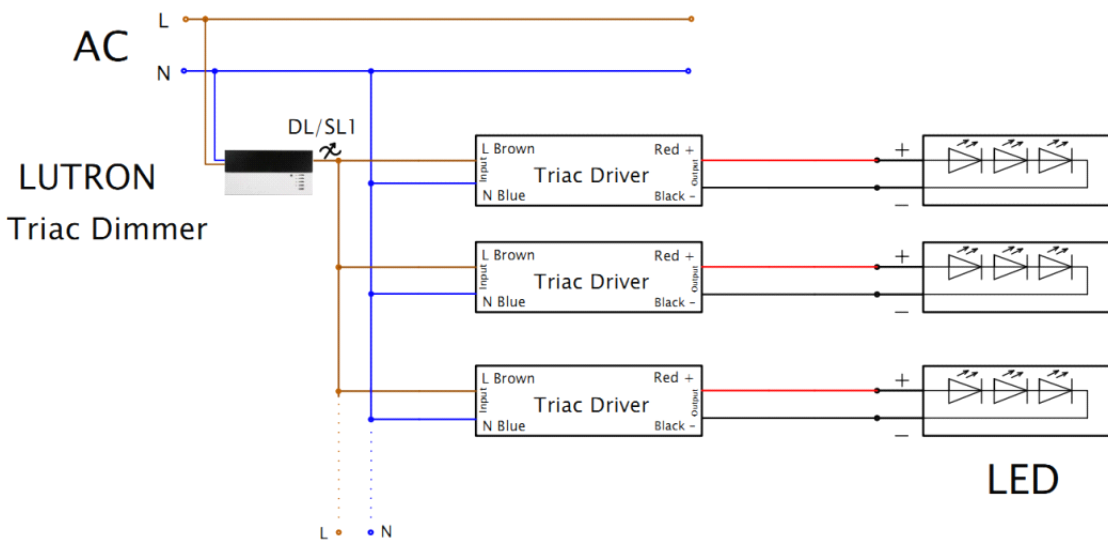 L
AC
N
DL/SL1
LUTRON
Triac Dimmer
L Brown
Red +
Input
Triac Driver
Output
N Blue
Black -
+
-
L Brown
Red +
Input
Triac Driver
Output
N Blue
Black -
+
-
L Brown
Red +
Input
Triac Driver
Output
N Blue
Black -
+
-
LED
L
N